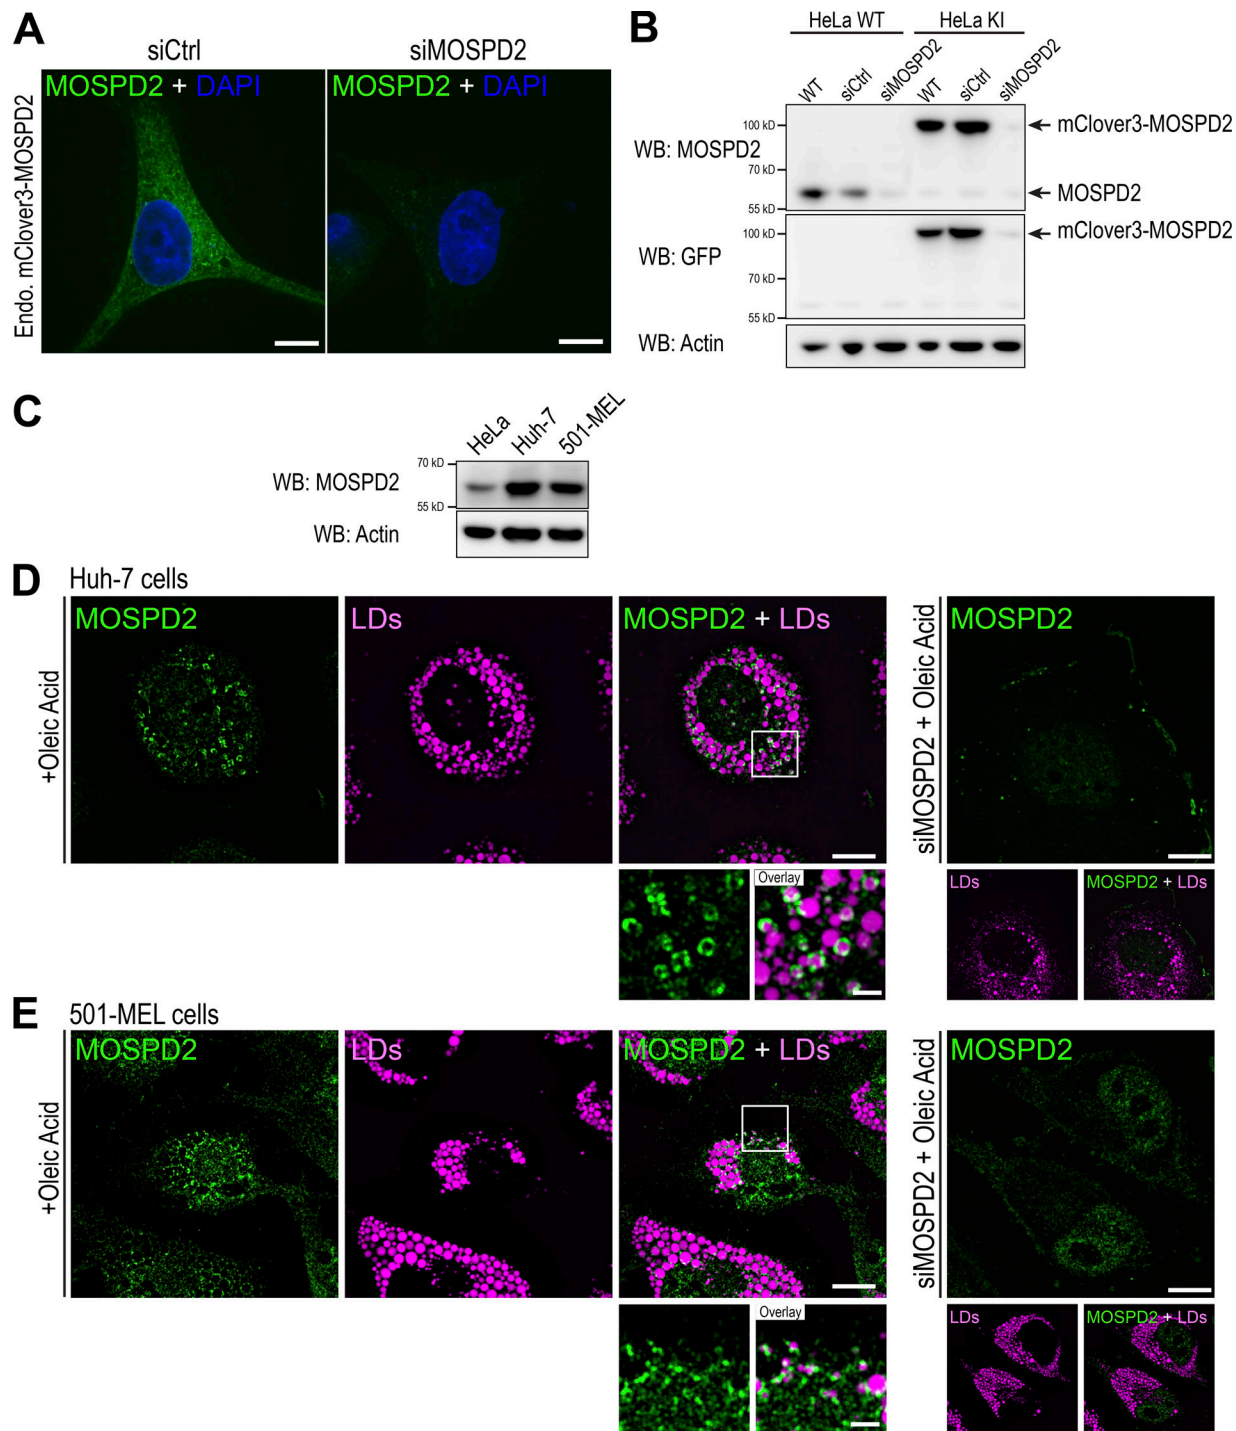 A
siCtrl
siMOSPD2
Endo. mClover3-MOSPD2
MOSPD2 + DAPI
MOSPD2 + DAPI
B
HeLa WT
HeLa KI
WT
siCtrl
siMOSPD2
WT
siCtrl
siMOSPD2
WB: MOSPD2
100 kD
70 kD
55 kD
mClover3-MOSPD2
MOSPD2
WB: GFP
100 kD
70 kD
55 kD
mClover3-MOSPD2
WB: Actin
C
HeLa
Huh-7
501-MEL
WB: MOSPD2
70 kD
55 kD
WB: Actin
D
Huh-7 cells
+Oleic Acid
MOSPD2
LDs
MOSPD2 + LDs
Overlay
siMOSPD2 + Oleic Acid
MOSPD2
LDs
MOSPD2 + LDs
E
501-MEL cells
+Oleic Acid
MOSPD2
LDs
MOSPD2 + LDs
Overlay
siMOSPD2 + Oleic Acid
MOSPD2
LDs
MOSPD2 + LDs